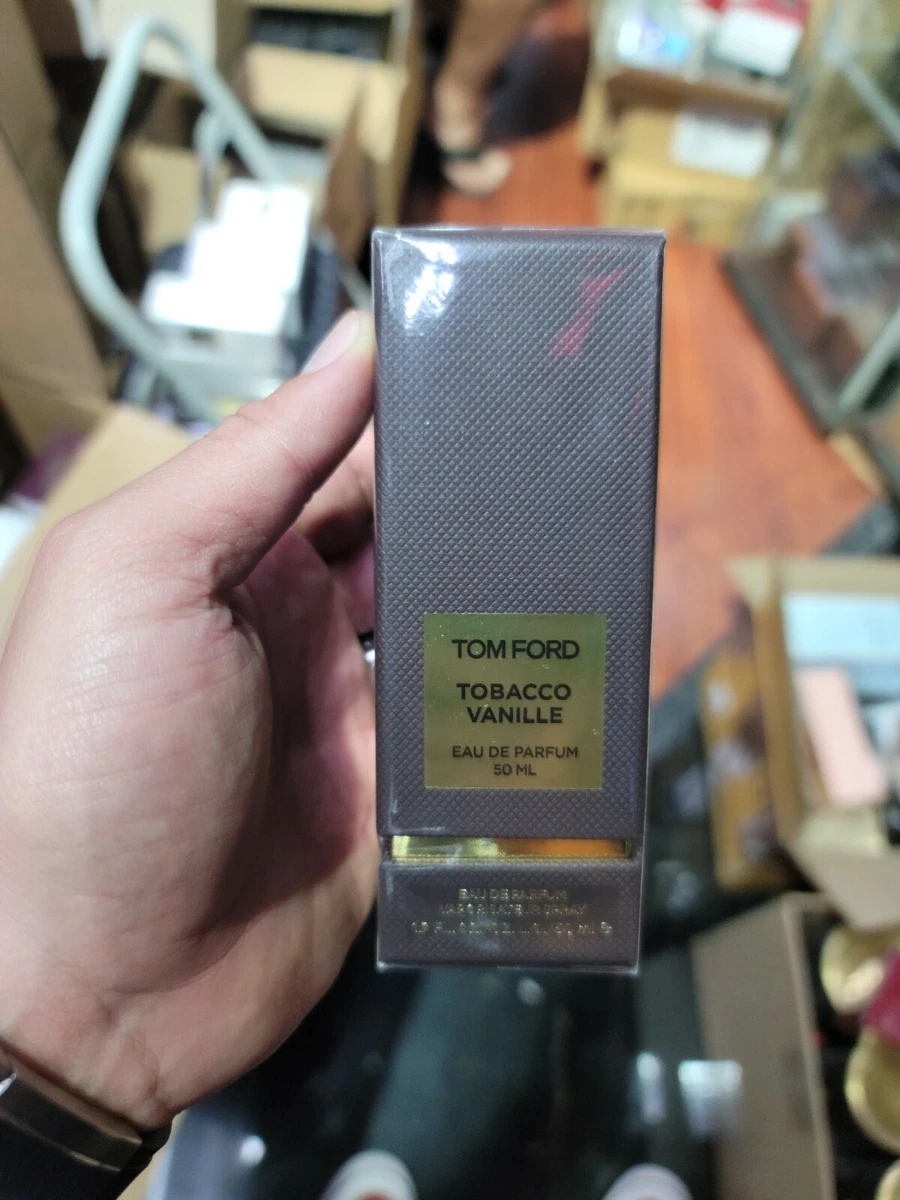 TOM FORD
TOBACCO
VANILLE
EAU DE PARFUM
50 ML
EAU DE PARFUM